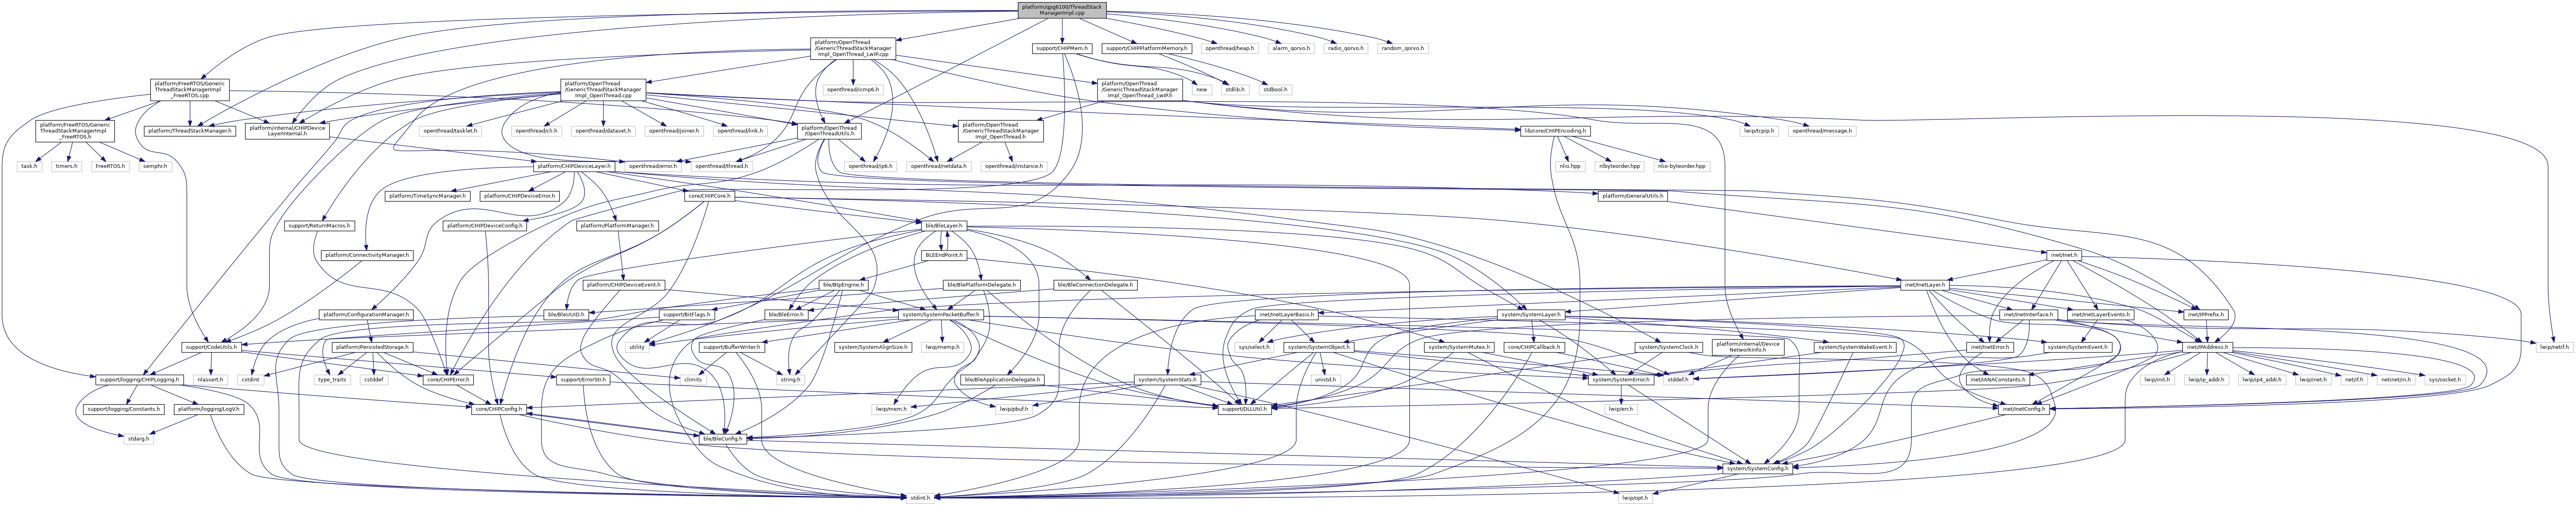 platform/qpg6100/ThreadStack
ManagerImpl.cpp
platform/OpenThread
/GenericThreadStackManager
Impl_OpenThread_LwIP.cpp
support/CHIPMem.h
support/CHIPPlatformMemory.h
openthread/heap.h
alarm_qorvo.h
radio_qorvo.h
random_qorvo.h
platform/FreeRTOS/Generic
ThreadStackManagerImpl
_FreeRTOS.cpp
platform/OpenThread
/GenericThreadStackManager
Impl_OpenThread.cpp
openthread/icmp6.h
platform/OpenThread
/GenericThreadStackManager
Impl_OpenThread_LwIP.h
new
stdlib.h
stdbool.h
platform/FreeRTOS/Generic
ThreadStackManagerImpl
_FreeRTOS.h
platform/ThreadStackManager.h
platform/internal/CHIPDevice
LayerInternal.h
openthread/tasklet.h
openthread/cli.h
openthread/dataset.h
openthread/joiner.h
openthread/link.h
platform/OpenThread
/OpenThreadUtils.h
platform/OpenThread
/GenericThreadStackManager
Impl_OpenThread.h
lib/core/CHIPEncoding.h
lwip/tcpip.h
openthread/message.h
task.h
timers.h
FreeRTOS.h
semphr.h
platform/CHIPDeviceLayer.h
openthread/error.h
openthread/thread.h
openthread/ip6.h
openthread/netdata.h
openthread/instance.h
nlio.hpp
nlbyteorder.hpp
nlio-byteorder.hpp
platform/TimeSyncManager.h
platform/CHIPDeviceError.h
core/CHIPCore.h
platform/GeneralUtils.h
support/ReturnMacros.h
platform/CHIPDeviceConfig.h
platform/PlatformManager.h
ble/BleLayer.h
platform/ConnectivityManager.h
BLEEndPoint.h
inet/Inet.h
platform/CHIPDeviceEvent.h
ble/BtpEngine.h
ble/BlePlatformDelegate.h
ble/BleConnectionDelegate.h
inet/InetLayer.h
platform/ConfigurationManager.h
ble/BleUUID.h
support/BitFlags.h
ble/BleError.h
system/SystemPacketBuffer.h
inet/InetLayerBasis.h
system/SystemLayer.h
inet/InetInterface.h
inet/InetLayerEvents.h
inet/IPPrefix.h
support/CodeUtils.h
platform/PersistedStorage.h
utility
support/BufferWriter.h
system/SystemAlignSize.h
lwip/memp.h
sys/select.h
system/SystemObject.h
system/SystemMutex.h
core/CHIPCallback.h
system/SystemClock.h
platform/internal/Device
NetworkInfo.h
system/SystemWakeEvent.h
inet/InetError.h
system/SystemEvent.h
inet/IPAddress.h
lwip/netif.h
support/logging/CHIPLogging.h
nlassert.h
cstdint
type_traits
cstddef
core/CHIPError.h
support/ErrorStr.h
climits
string.h
ble/BleApplicationDelegate.h
system/SystemStats.h
unistd.h
system/SystemError.h
stddef.h
inet/IANAConstants.h
lwip/init.h
lwip/ip_addr.h
lwip/ip4_addr.h
lwip/inet.h
net/if.h
netinet/in.h
sys/socket.h
support/logging/Constants.h
platform/logging/LogV.h
core/CHIPConfig.h
lwip/mem.h
lwip/pbuf.h
support/DLLUtil.h
lwip/err.h
inet/InetConfig.h
stdarg.h
ble/BleConfig.h
system/SystemConfig.h
stdint.h
lwip/opt.h